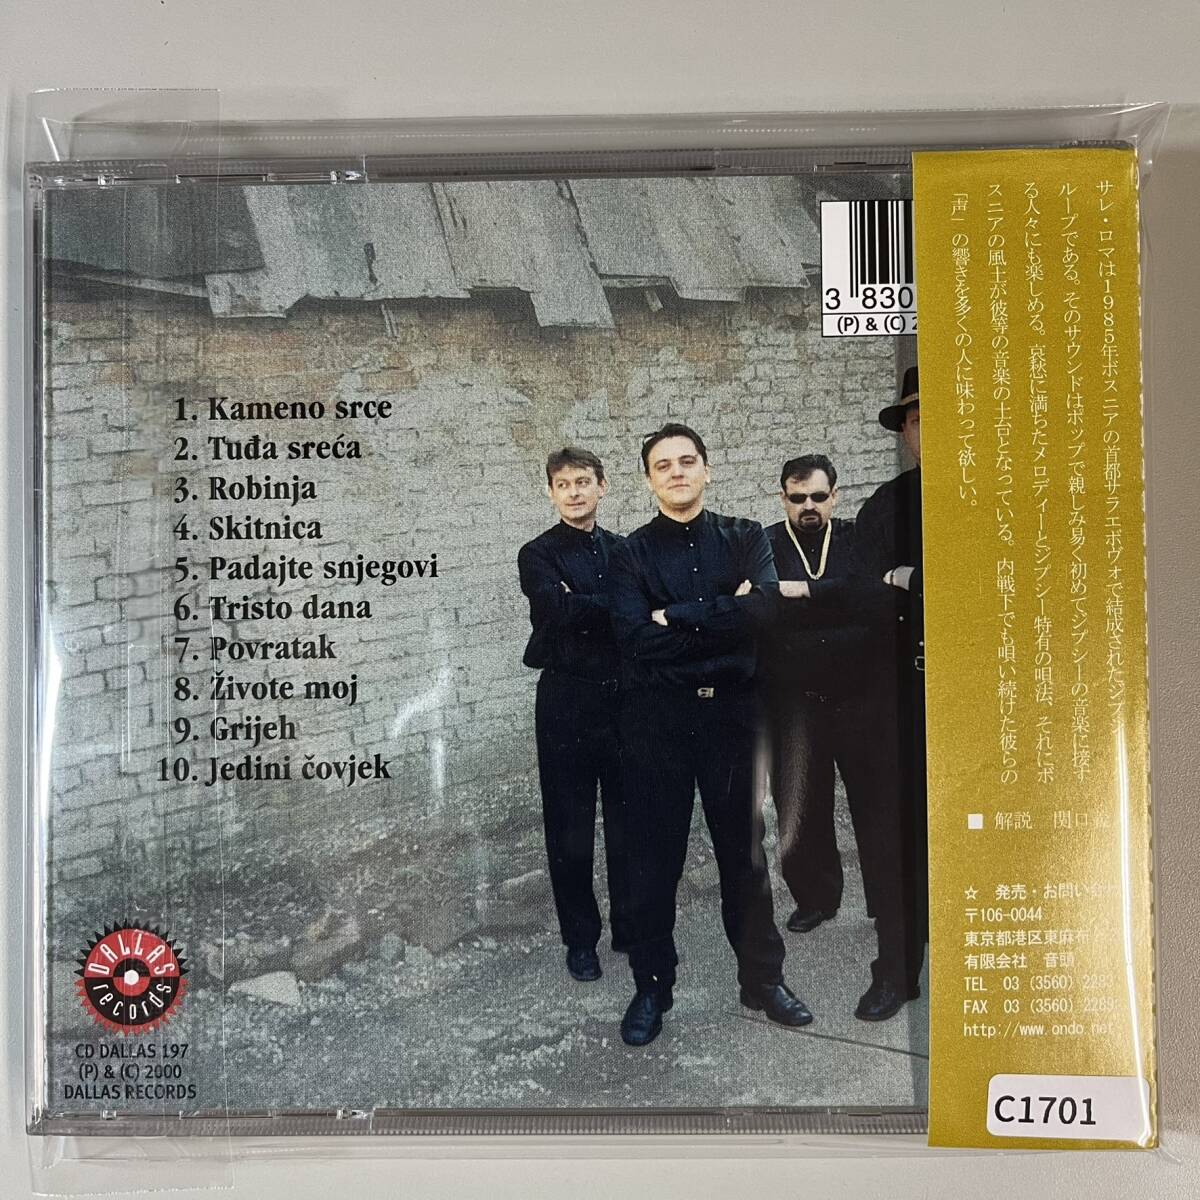 1. Kameno srce
2. Tuđa sreća
3. Robinja
4. Skitnica
5. Padajte snjegovi
6. Tristo dana
7. Povratak
8. Živote moj
9. Grijeh
10. Jedini čovjek
DALLAS
records
CD DALLAS 197
(P) & (C) 2000
DALLAS RECORDS
3 830
(P) & (C) 2
サレ・ロマは1985年ボスニアの首都サラエボヴォで結成されたジプシー
ループである。そのサウンドはポップで親しみ易く初めてジプシーの音楽に接す
る人々にも楽しめる。哀愁に満ちたメロディーとジプシー特有の唄法、それにボ
スニアの風土が彼等の音楽の土台となっている。内戦下でも唄い続けた彼らの
「声」の響きを多くの人に味わって欲しい。
■ 解説 関口
☆ 発売・お問い合
〒106-0044
東京都港区東麻布
有限会社 音頭
TEL 03 (3560) 2283
FAX 03 (3560) 2289
http://www.ondo.net
C1701